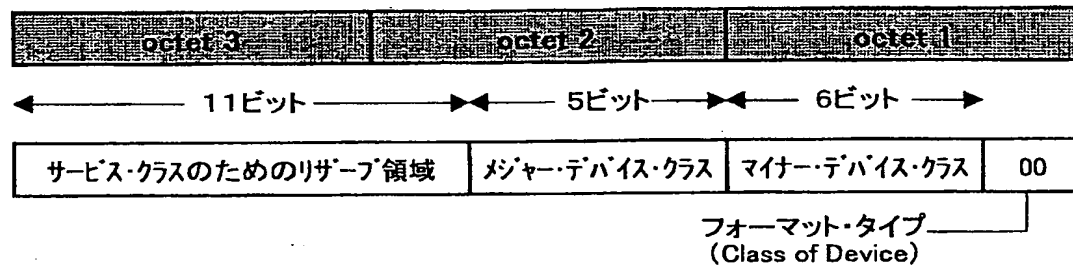 octet 3 octet 2 octet 1
11ビット 5ビット 6ビット
サービス・クラスのためのリザーブ領域 メジャー・デバイス・クラス マイナー・デバイス・クラス 00
フォーマット・タイプ
(Class of Device)